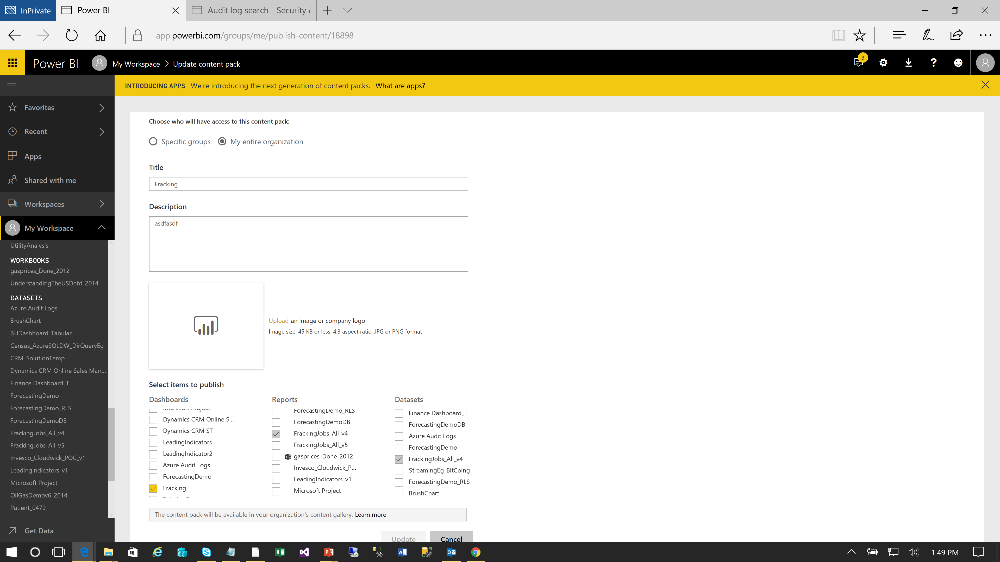 InPrivate
Power BI
Audit log search - Security &
app.powerbi.com/groups/me/publish-content/18898
Power BI
My Workspace > Update content pack
3
INTRODUCING APPS We're introducing the next generation of content packs. What are apps?
Favorites
Recent
Apps
Shared with me
Workspaces
My Workspace
UtilityAnalysis
WORKBOOKS
gasprices_Done_2012
UnderstandingTheUSDebt_2014
DATASETS
Azure Audit Logs
BrushChart
BUDashboard_Tabular
Census_AzureSQLDW_DirQueryEg
CRM_SolutionTemp
Dynamics CRM Online Sales Man...
Finance Dashboard_T
ForecastingDemo
ForecastingDemo_RLS
ForecastingDemoDB
FrackingJobs_All_v4
FrackingJobs_All_v5
Invesco_Cloudwick_POC_v1
LeadingIndicators_v1
Microsoft Project
OilGasDemov6_2014
Patient_0479
Get Data
Choose who will have access to this content pack:
Specific groups
My entire organization
Title
Fracking
Description
asdfasdf
Upload an image or company logo
Image size: 45 KB or less, 4:3 aspect ratio, JPG or PNG format
Select items to publish
Dashboards
Microsoft Project
Dynamics CRM Online S...
Dynamics CRM ST
LeadingIndicators
LeadingIndicator2
Azure Audit Logs
ForecastingDemo
Fracking
Reports
ForecastingDemo_RLS
ForecastingDemoDB
FrackingJobs_All_v4
FrackingJobs_All_v5
gasprices_Done_2012
Invesco_Cloudwick_P...
LeadingIndicators_v1
Microsoft Project
Datasets
Finance Dashboard_T
ForecastingDemoDB
Azure Audit Logs
ForecastingDemo
FrackingJobs_All_v4
StreamingEg_BitCoing
ForecastingDemo_RLS
BrushChart
The content pack will be available in your organization's content gallery. Learn more
Update
Cancel
1:49 PM